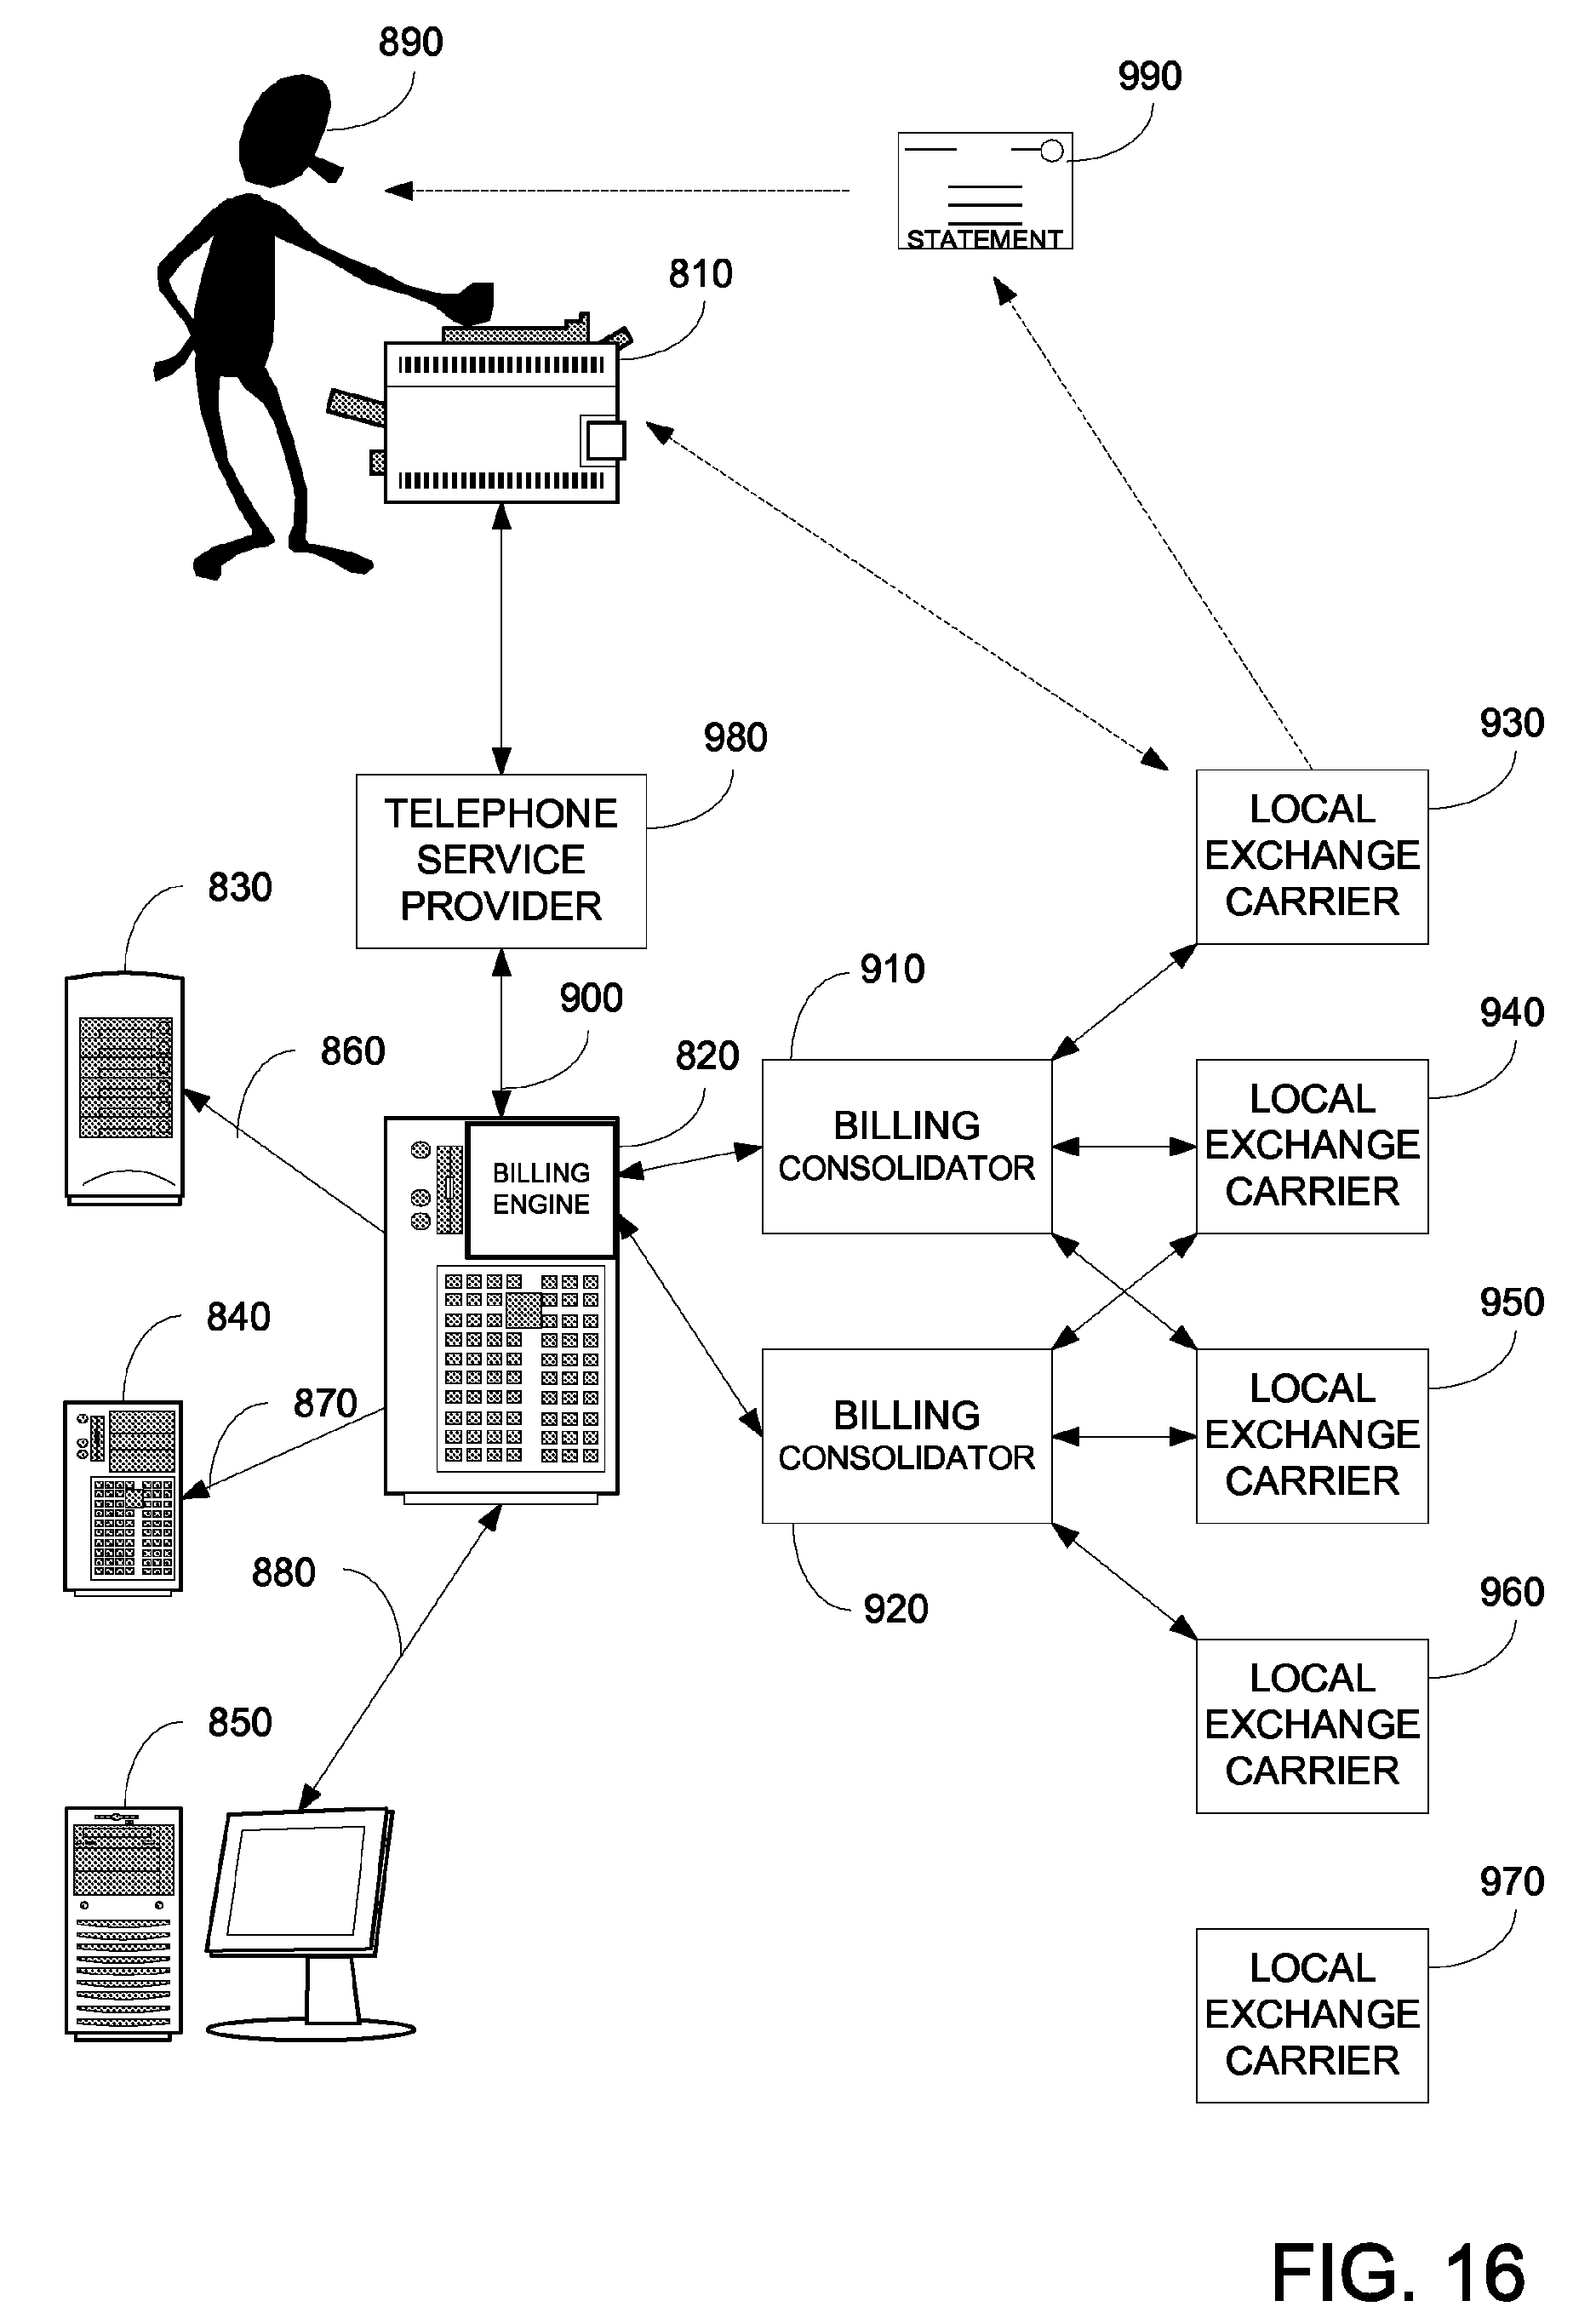 890
990
STATEMENT
810
980
930
TELEPHONE
SERVICE
PROVIDER
LOCAL
EXCHANGE
CARRIER
830
910
900
860
820
940
BILLING
ENGINE
BILLING
CONSOLIDATOR
LOCAL
EXCHANGE
CARRIER
840
870
950
BILLING
CONSOLIDATOR
LOCAL
EXCHANGE
CARRIER
880
920
960
LOCAL
EXCHANGE
CARRIER
850
970
LOCAL
EXCHANGE
CARRIER
FIG. 16